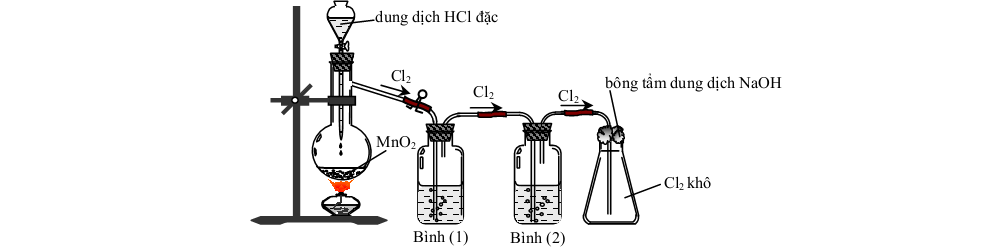 dung dịch HCl đặc
Cl₂
Cl₂
Cl₂
bông tẩm dung dịch NaOH
MnO₂
Cl₂ khô
Bình (1)
Bình (2)